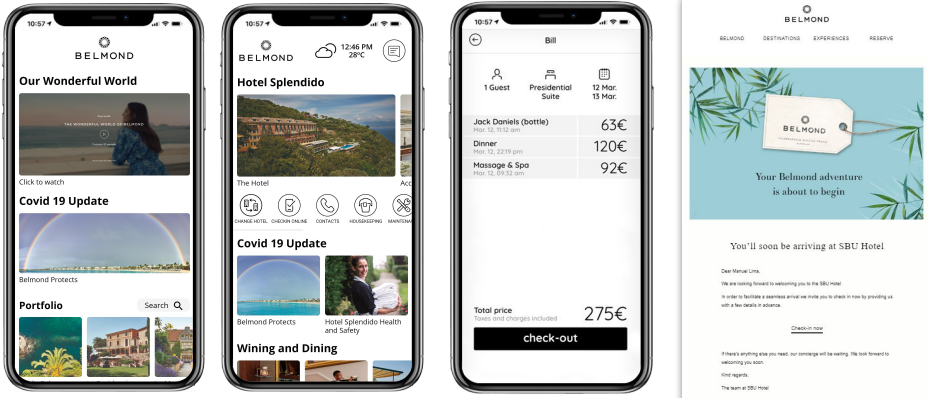 10:57
BELMOND
Our Wonderful World
THE WONDERFUL WORLD OF BELMOND
Click to watch
Covid 19 Update
Belmond Protects
Portfolio
Search
10:57
BELMOND
12:46 PM
28°C
Hotel Splendido
The Hotel
Acc
CHANGE HOTEL
CHECKIN ONLINE
CONTACTS
HOUSEKEEPING
MAINTENAN
Covid 19 Update
Belmond Protects
Hotel Splendido Health
and Safety
Wining and Dining
10:57
Bill
1 Guest
Presidential
Suite
12 Mar.
13 Mar.
Jack Daniels (bottle)
Mar. 12, 11:12 am
63€
Dinner
Mar. 12, 22:19 pm
120€
Massage & Spa
Mar. 12, 09:32 am
92€
Total price
Taxes and charges included
275€
check-out
BELMOND
BELMOND
DESTINATIONS
EXPERIENCES
RESERVE
BELMOND
Your Belmond adventure
is about to begin
You'll soon be arriving at SBU Hotel
Dear Manuel Lima,
We are looking forward to welcoming you to the SBU Hotel
In order to facilitate a seamless arrival we invite you to check in now by providing us
with a few details in advance.
Check-in now
If there's anything else you need, our concierge will be waiting. We look forward to
welcoming you soon.
Kind regards,
The team at SBU Hotel